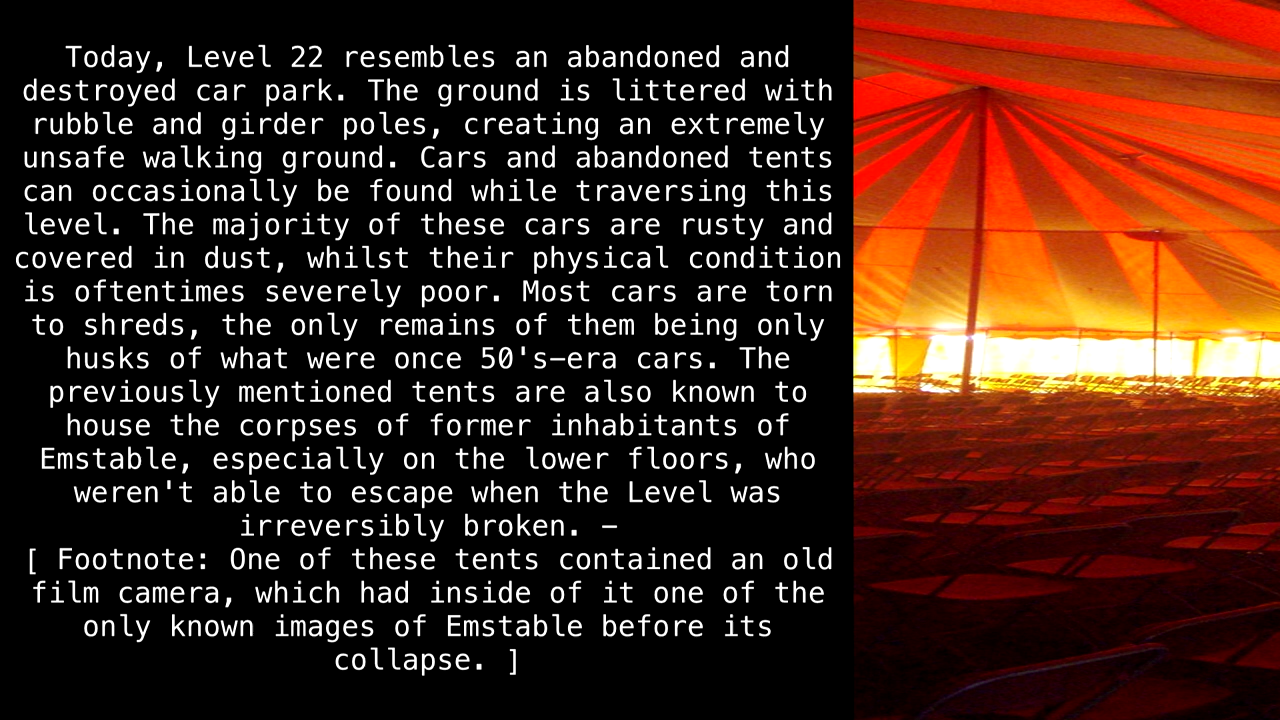 Today, Level 22 resembles an abandoned and
destroyed car park. The ground is littered with
rubble and girder poles, creating an extremely
unsafe walking ground. Cars and abandoned tents
can occasionally be found while traversing this
level. The majority of these cars are rusty and
covered in dust, whilst their physical condition
is oftentimes severely poor. Most cars are torn
to shreds, the only remains of them being only
husks of what were once 50's–era cars. The
previously mentioned tents are also known to
house the corpses of former inhabitants of
Emstable, especially on the lower floors, who
weren't able to escape when the Level was
irreversibly broken. –
[ Footnote: One of these tents contained an old
film camera, which had inside of it one of the
only known images of Emstable before its
collapse. ]